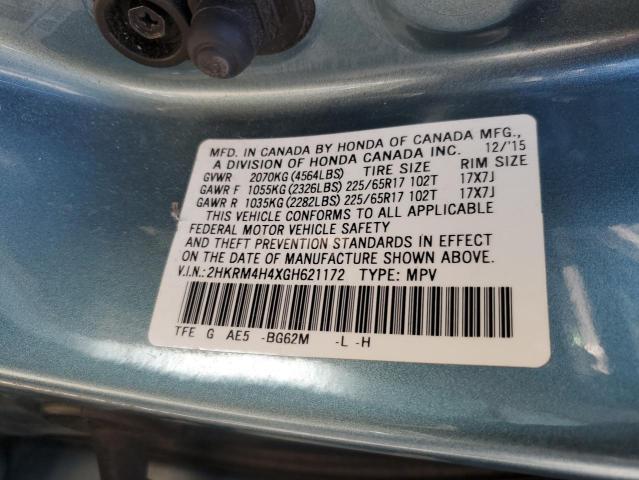 MFD. IN CANADA BY HONDA OF CANADA MFG.,
A DIVISION OF HONDA CANADA INC. 12/'15
GVWR 2070KG(4564LBS) TIRE SIZE RIM SIZE
GAWR F 1055KG(2326LBS) 225/65R17 102T 17X7J
GAWR R 1035KG(2282LBS) 225/65R17 102T 17X7J
THIS VEHICLE CONFORMS TO ALL APPLICABLE
FEDERAL MOTOR VEHICLE SAFETY
AND THEFT PREVENTION STANDARDS IN EFFECT
ON THE DATE OF MANUFACTURE SHOWN ABOVE.
V.I.N.: 2HKRM4H4XGH621172 TYPE: MPV
TFE G AE5 -BG62M -L -H